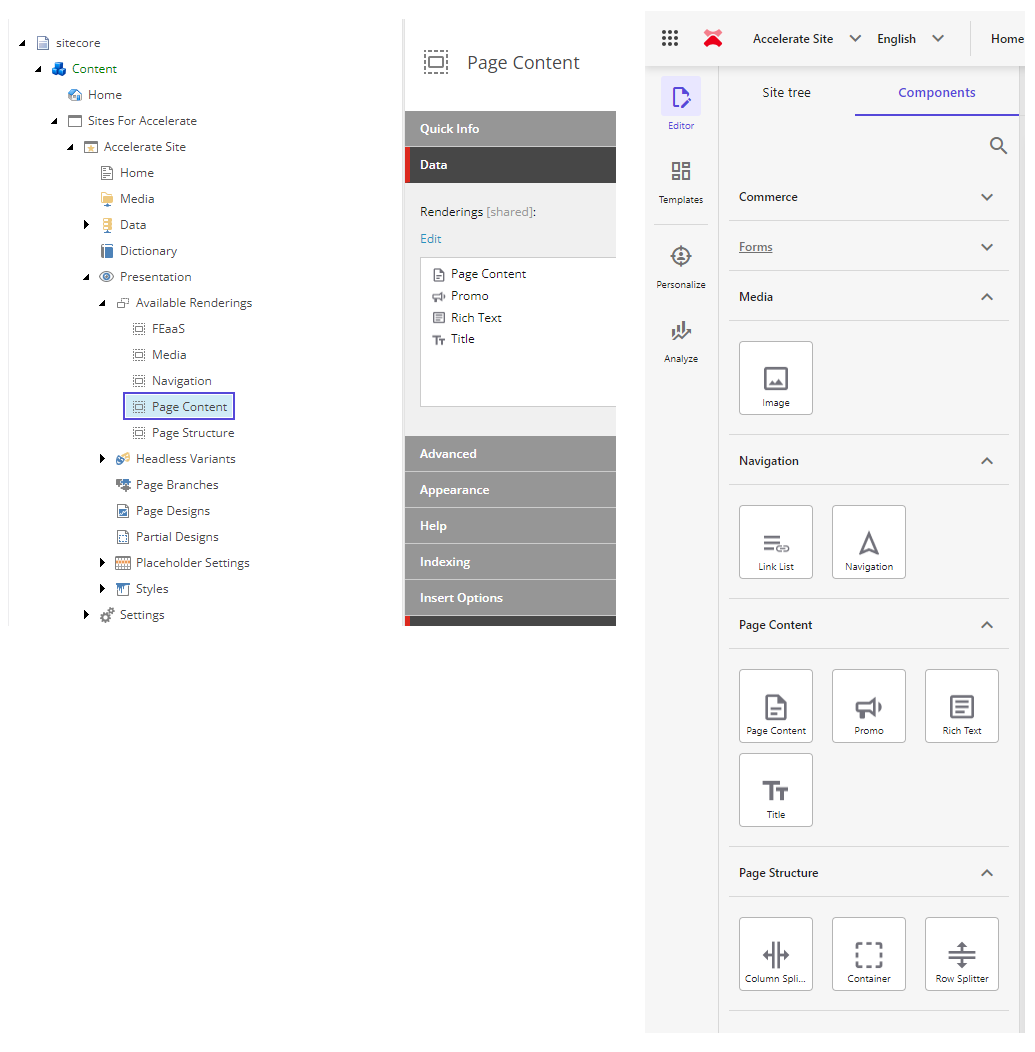 sitecore
Content
Home
Sites For Accelerate
Accelerate Site
Home
Media
Data
Dictionary
Presentation
Available Renderings
FEaaS
Media
Navigation
Page Content
Page Structure
Headless Variants
Page Branches
Page Designs
Partial Designs
Placeholder Settings
Styles
Settings
Page Content
Quick Info
Data
Renderings [shared]:
Edit
Page Content
Promo
Rich Text
Title
Advanced
Appearance
Help
Indexing
Insert Options
Accelerate Site English Home
Editor
Templates
Personalize
Analyze
Site tree Components
Commerce
Forms
Media
Image
Navigation
Link List Navigation
Page Content
Page Content Promo Rich Text
Title
Page Structure
Column Spli... Container Row Splitter